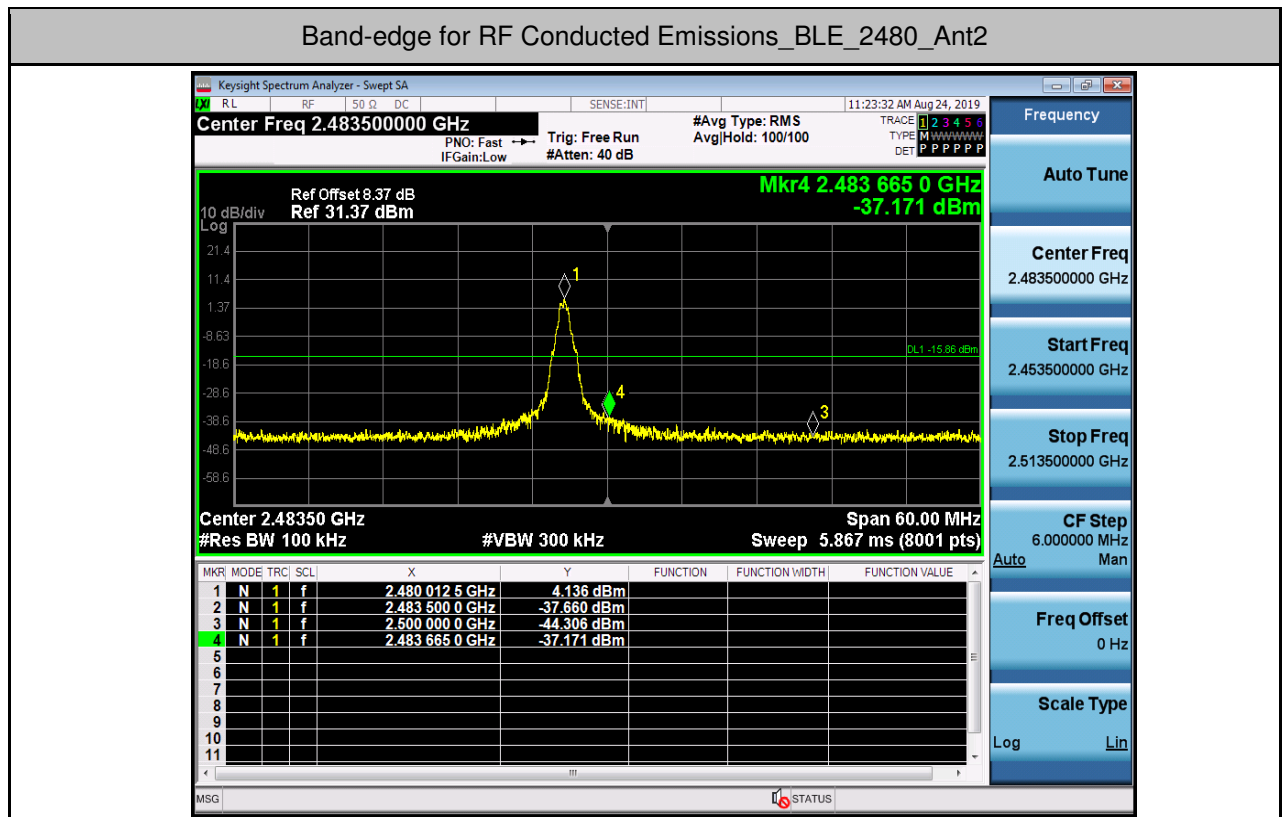 Band-edge for RF Conducted Emissions_BLE_2480_Ant2
Keysight Spectrum Analyzer - Swept SA
LXI RL RF 50 Ω DC SENSE:INT 11:23:32 AM Aug 24, 2019
Center Freq 2.483500000 GHz
PNO: Fast
IFGain:Low
Trig: Free Run
#Atten: 40 dB
#Avg Type: RMS
Avg|Hold: 100/100
TRACE 1 2 3 4 5 6
TYPE M WWWWW
DET P P P P P P
Mkr4 2.483 665 0 GHz
-37.171 dBm
Ref Offset 8.37 dB
10 dB/div Ref 31.37 dBm
Log
21.4
11.4
1.37
-8.63
-18.6
-28.6
-38.6
-48.6
-58.6
1
DL1 -15.86 dBm
4
3
Center 2.48350 GHz Span 60.00 MHz
#Res BW 100 kHz #VBW 300 kHz Sweep 5.867 ms (8001 pts)
MKR MODE TRC SCL X Y FUNCTION FUNCTION WIDTH FUNCTION VALUE
1 N 1 f 2.480 012 5 GHz 4.136 dBm
2 N 1 f 2.483 500 0 GHz -37.660 dBm
3 N 1 f 2.500 000 0 GHz -44.306 dBm
4 N 1 f 2.483 665 0 GHz -37.171 dBm
5
6
7
8
9
10
11
MSG STATUS
Frequency
Auto Tune
Center Freq
2.483500000 GHz
Start Freq
2.453500000 GHz
Stop Freq
2.513500000 GHz
CF Step
6.000000 MHz
Auto Man
Freq Offset
0 Hz
Scale Type
Log Lin